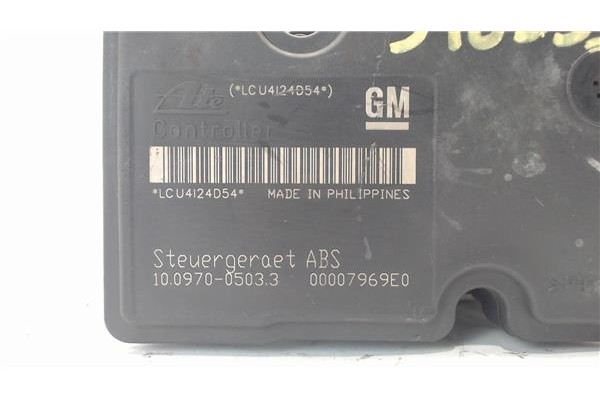 (*LCU4124D54*)
Ate
GM
Controller
*LCU4124D54* MADE IN PHILIPPINES
Steuergeraet ABS
10.0970-0503.3 00007969E0